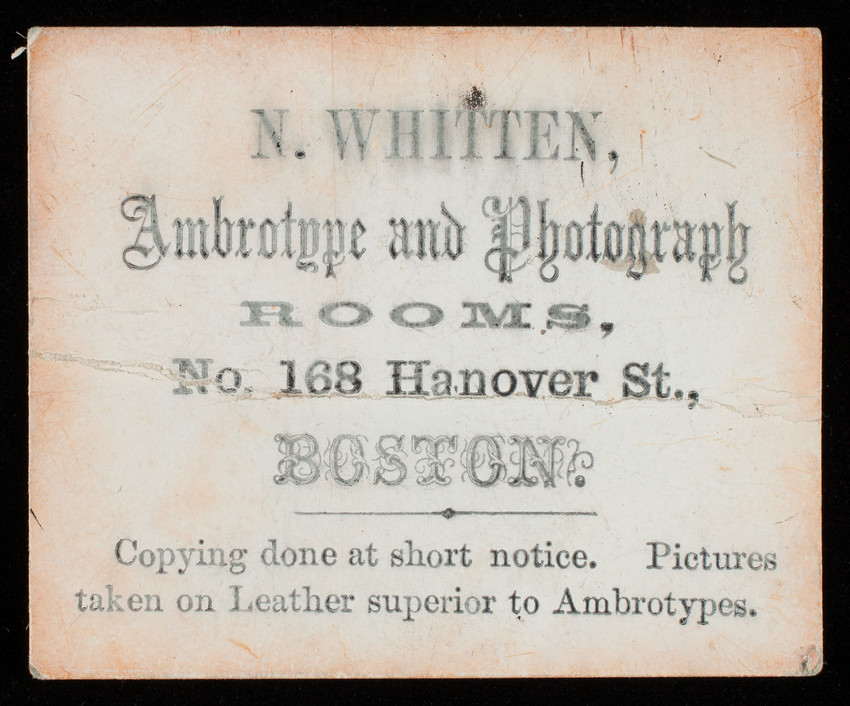 N. WHITTEN,
Ambrotype and Photograph
ROOMS,
No. 168 Hanover St.,
BOSTON.
Copying done at short notice. Pictures
taken on Leather superior to Ambrotypes.